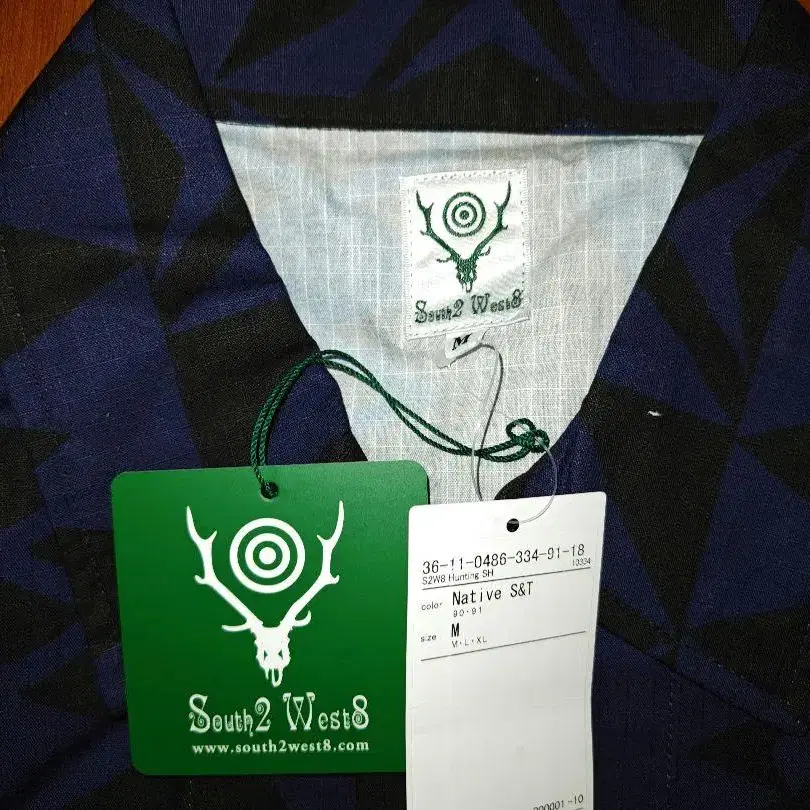 South2 West8
M
South2 West8
www.south2west8.com
36-11-0486-334-91-18
S2W8 Hunting SH 10334
color Native S&T
90・91
size M
M・L・XL